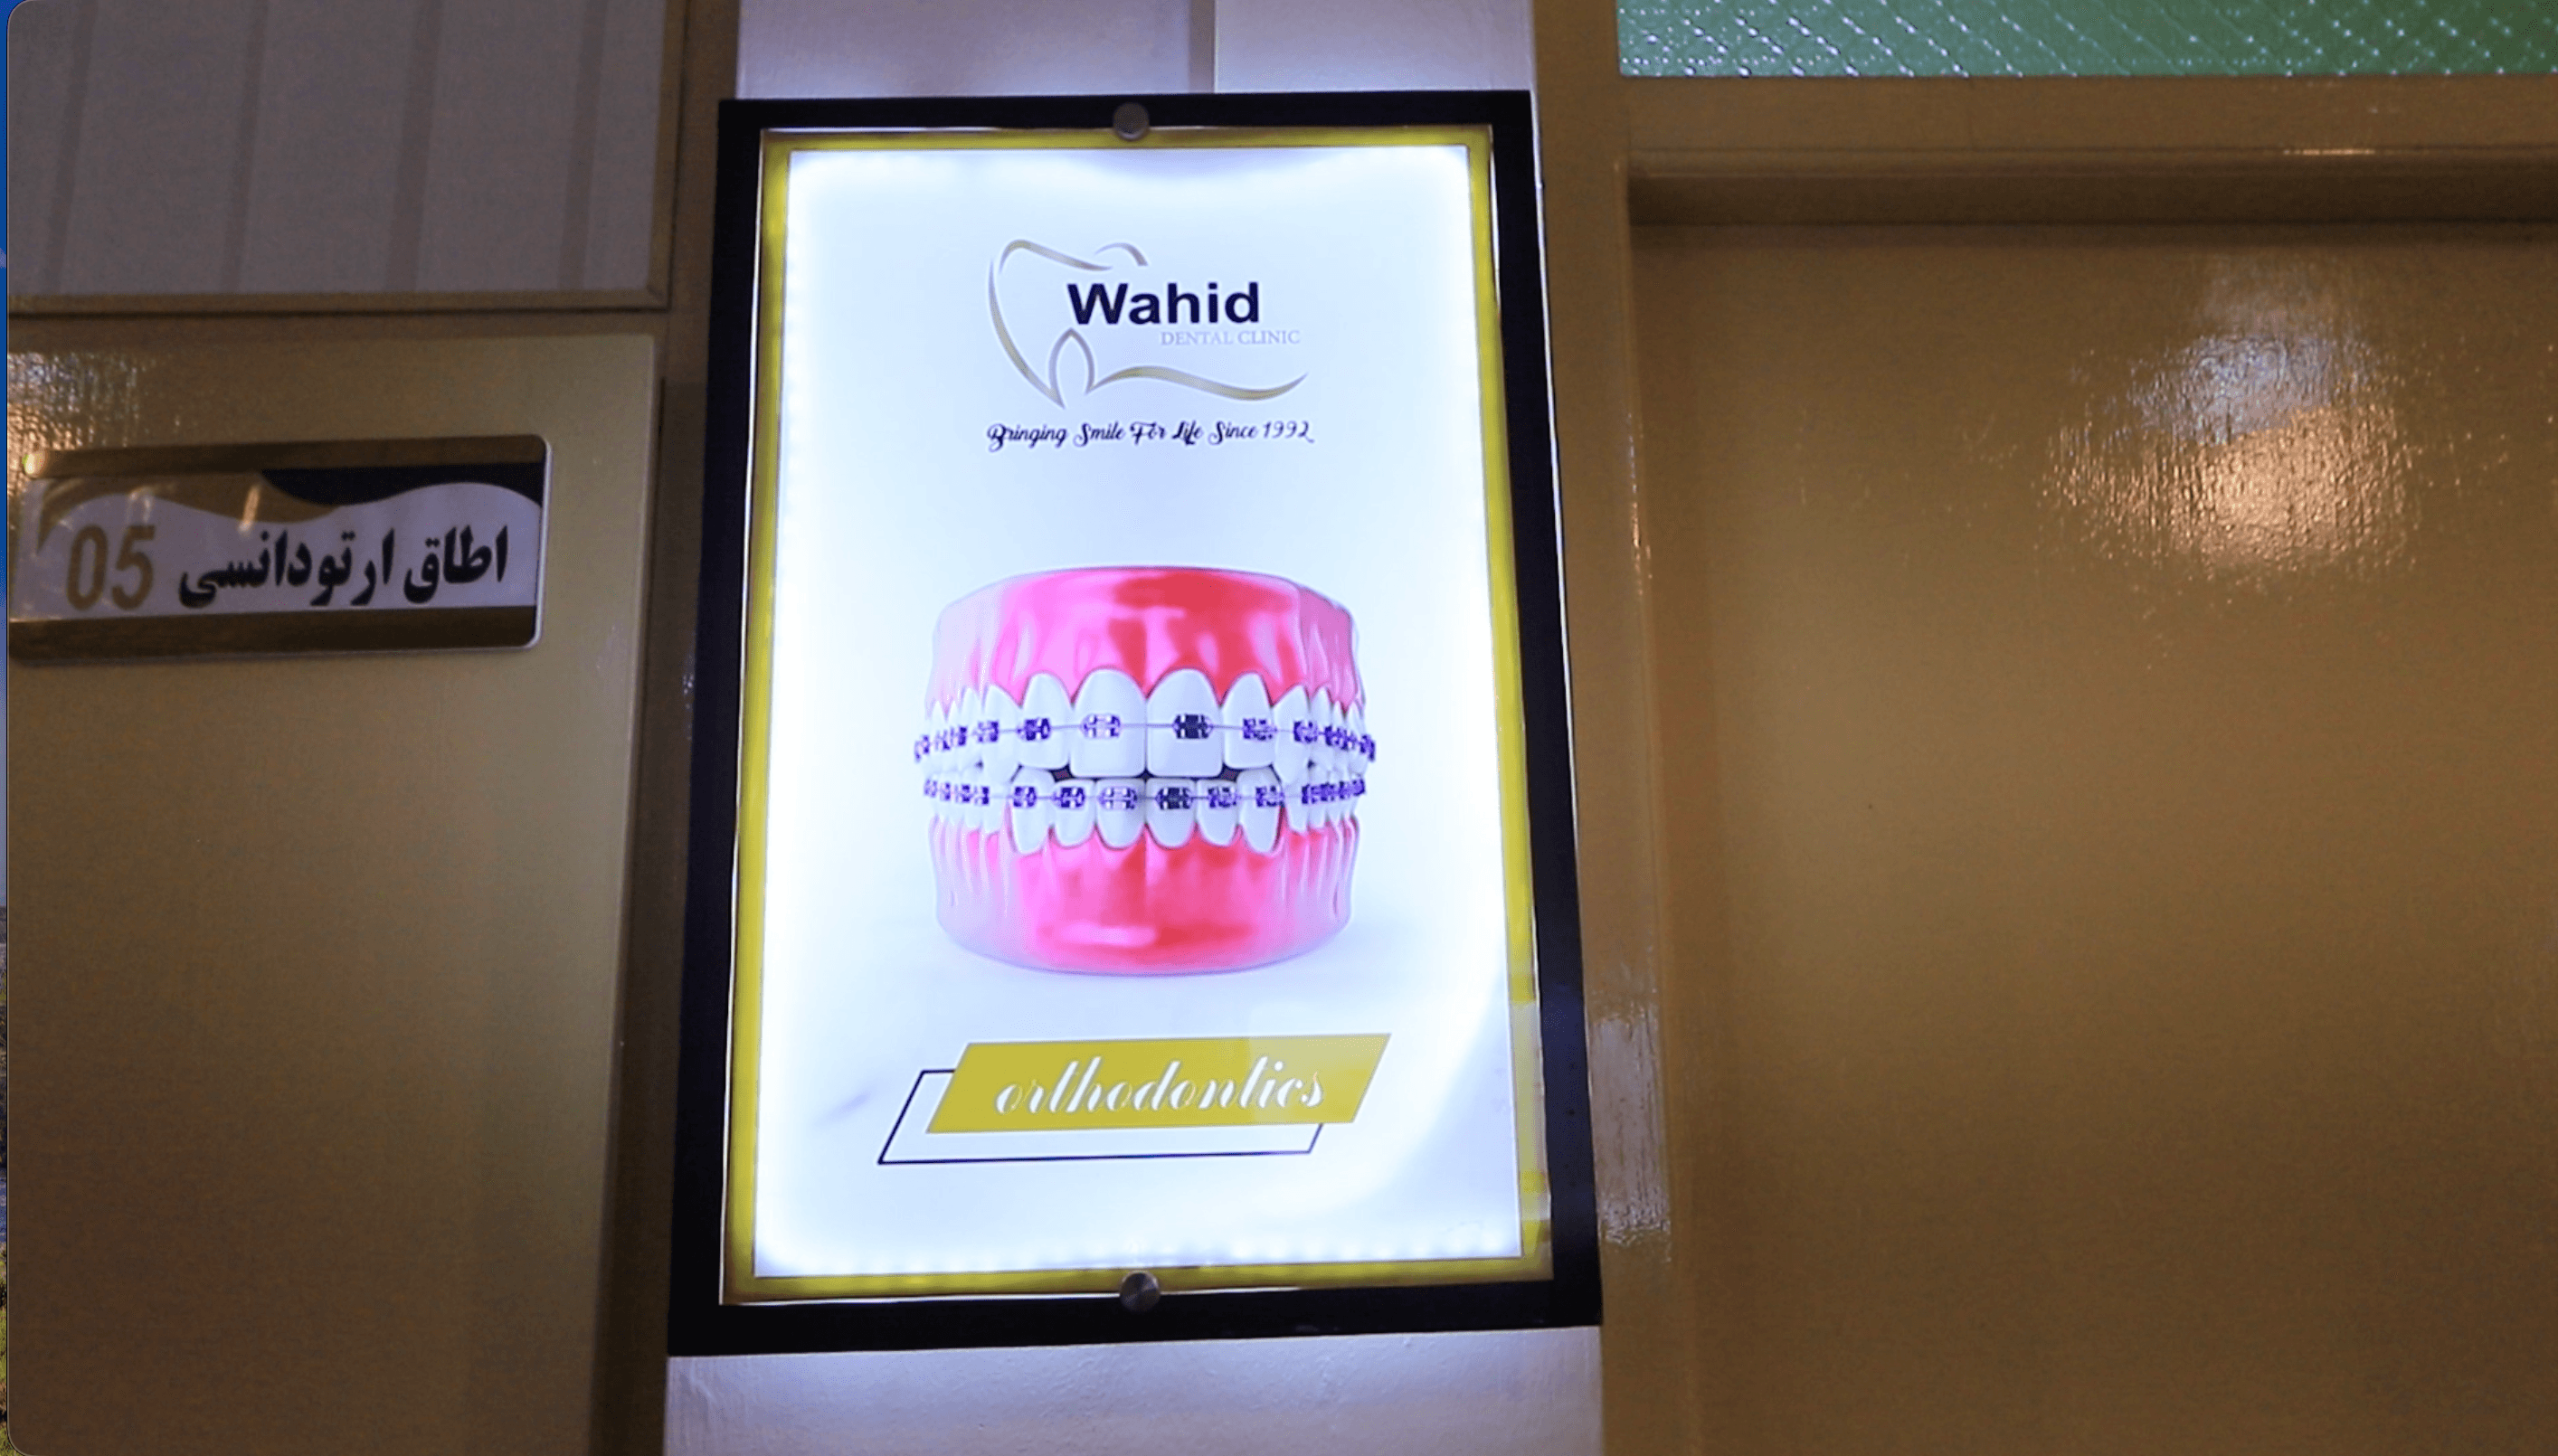 Wahid
DENTAL CLINIC
Bringing Smile For Life Since 1992
orthodontics
اطاق ارتودانسی 05